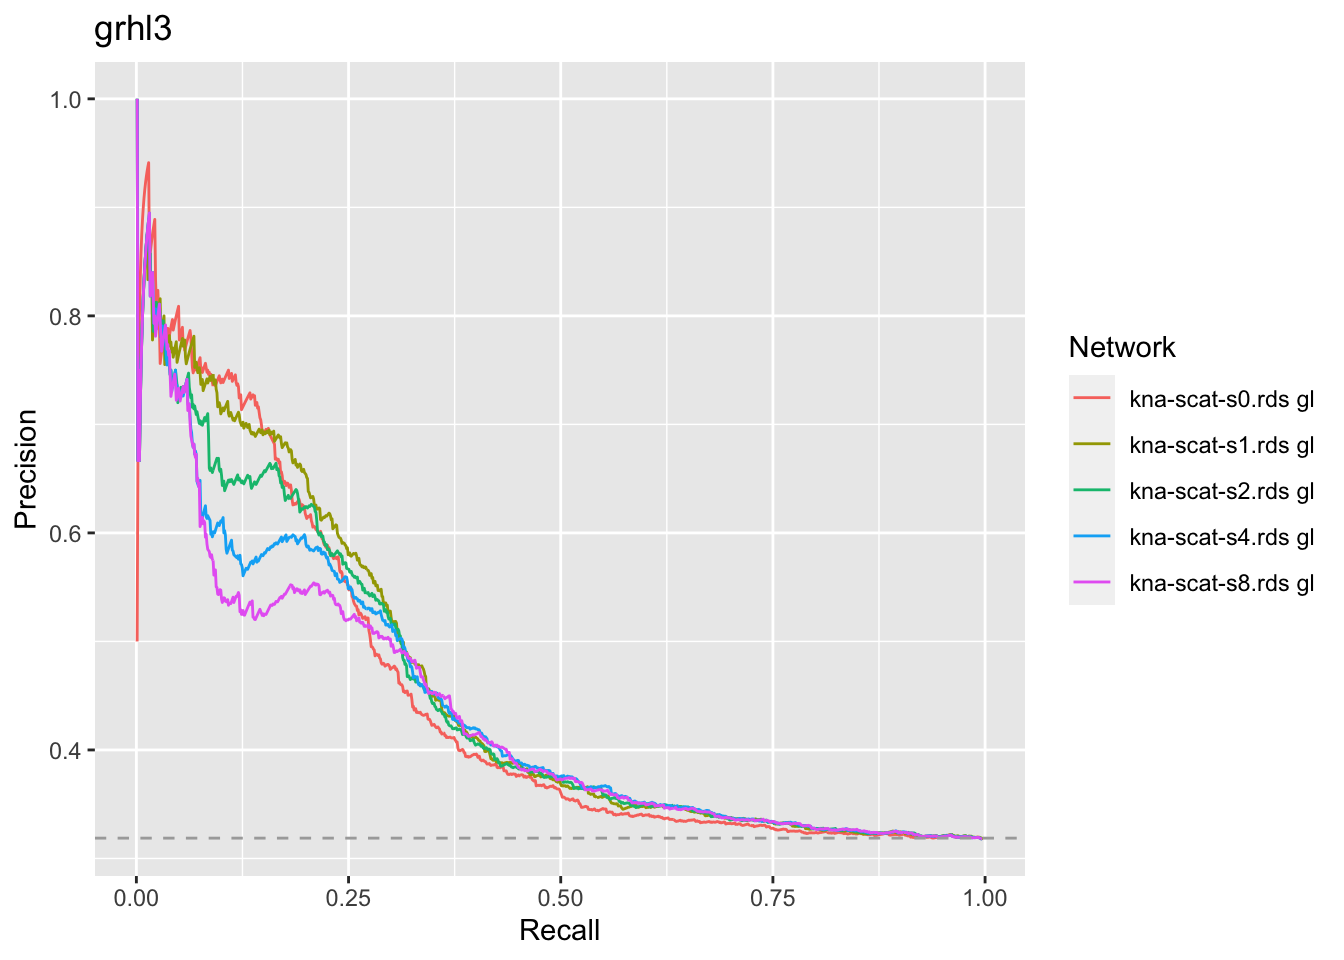 grhl3
1.0
0.8
0.6
0.4
Precision
0.00 0.25 0.50 0.75 1.00
Recall
Network
kna-scat-s0.rds gl
kna-scat-s1.rds gl
kna-scat-s2.rds gl
kna-scat-s4.rds gl
kna-scat-s8.rds gl